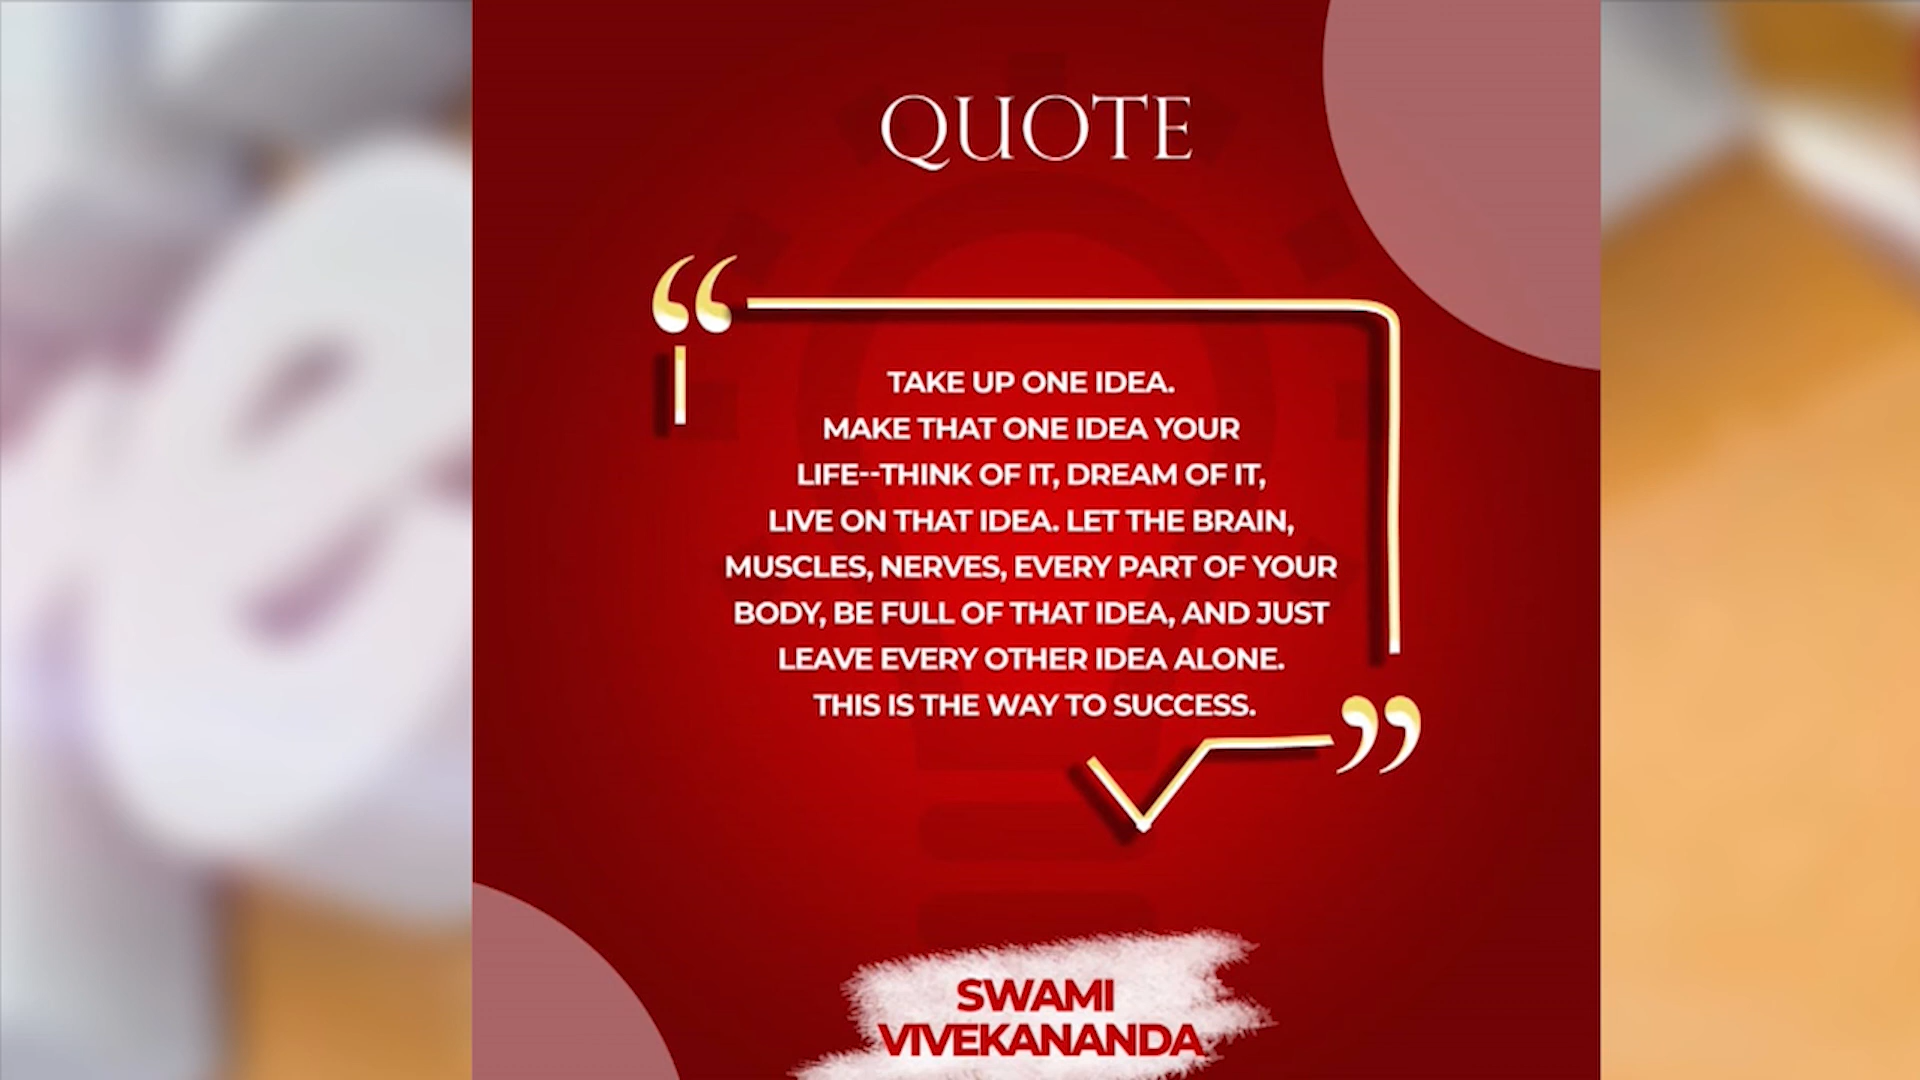 QUOTE
“
TAKE UP ONE IDEA.
MAKE THAT ONE IDEA YOUR
LIFE--THINK OF IT, DREAM OF IT,
LIVE ON THAT IDEA. LET THE BRAIN,
MUSCLES, NERVES, EVERY PART OF YOUR
BODY, BE FULL OF THAT IDEA, AND JUST
LEAVE EVERY OTHER IDEA ALONE.
THIS IS THE WAY TO SUCCESS.
”
SWAMI
VIVEKANANDA